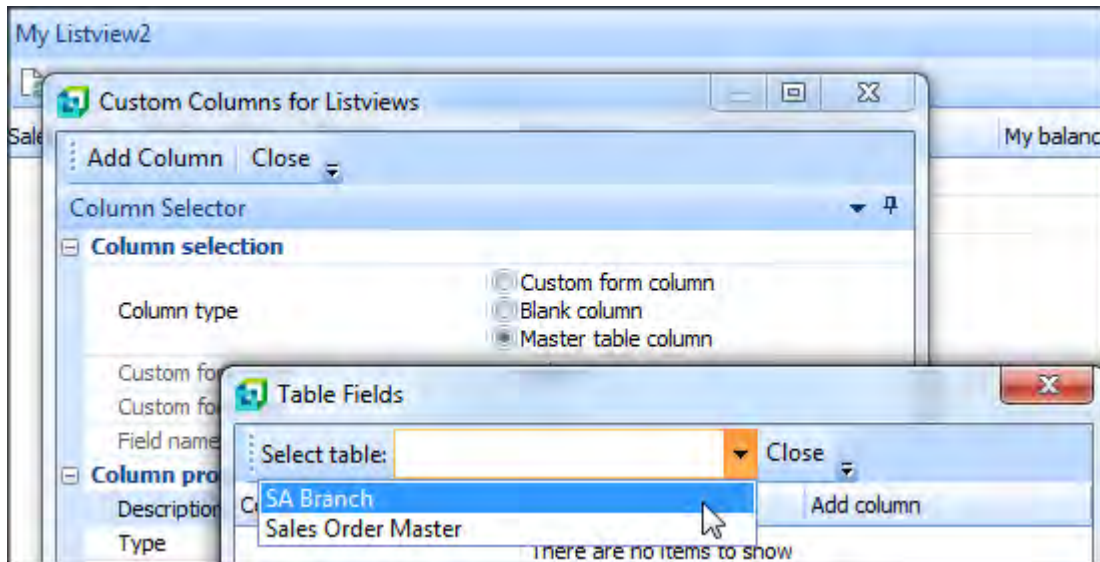 My Listview2
Custom Columns for Listviews
Sale My balanc
Add Column Close
Column Selector
Column selection
Column type
Custom form column
Blank column
Master table column
Custom fo
Custom fo
Field name
Table Fields
Select table: Close
Column pro
Description
Type
SA Branch
Sales Order Master
Add column
There are no items to show